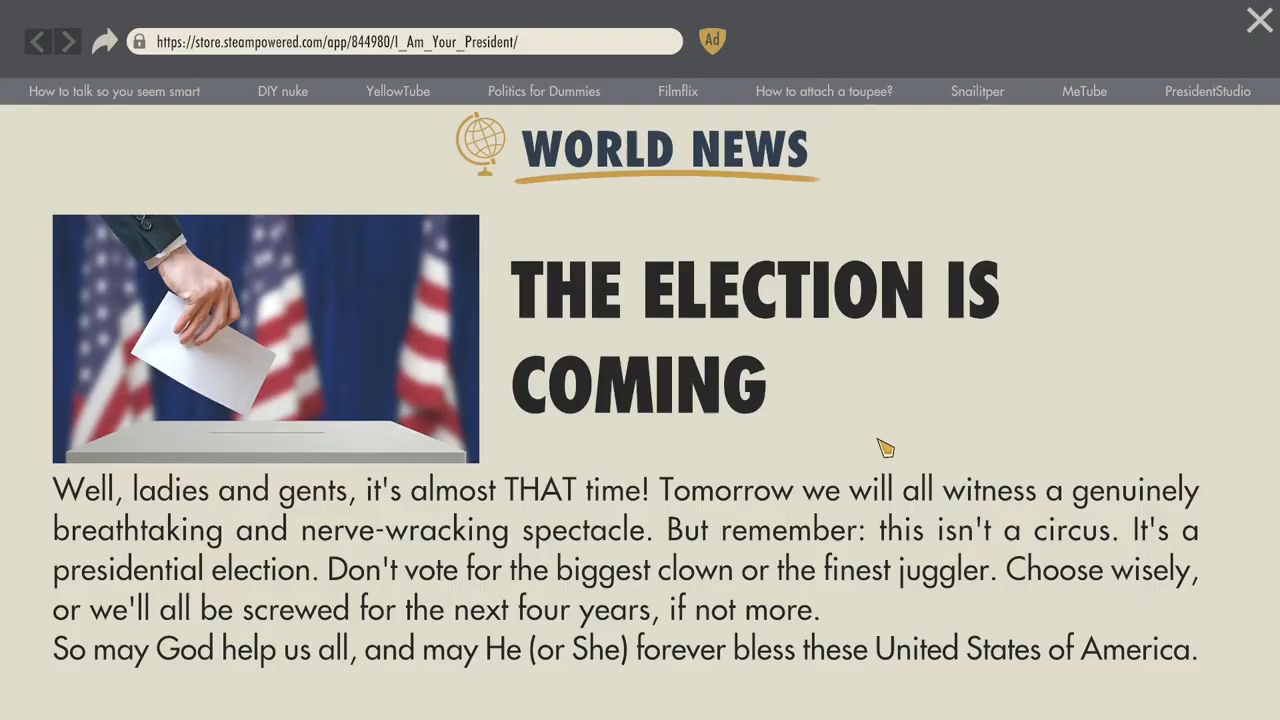 https://store.steampowered.com/app/844980/I_Am_Your_President/
Ad
How to talk so you seem smart DIY nuke YellowTube Politics for Dummies Filmflix How to attach a toupee? Snailitper MeTube PresidentStudio
WORLD NEWS
THE ELECTION IS
COMING
Well, ladies and gents, it's almost THAT time! Tomorrow we will all witness a genuinely
breathtaking and nerve-wracking spectacle. But remember: this isn't a circus. It's a
presidential election. Don't vote for the biggest clown or the finest juggler. Choose wisely,
or we'll all be screwed for the next four years, if not more.
So may God help us all, and may He (or She) forever bless these United States of America.